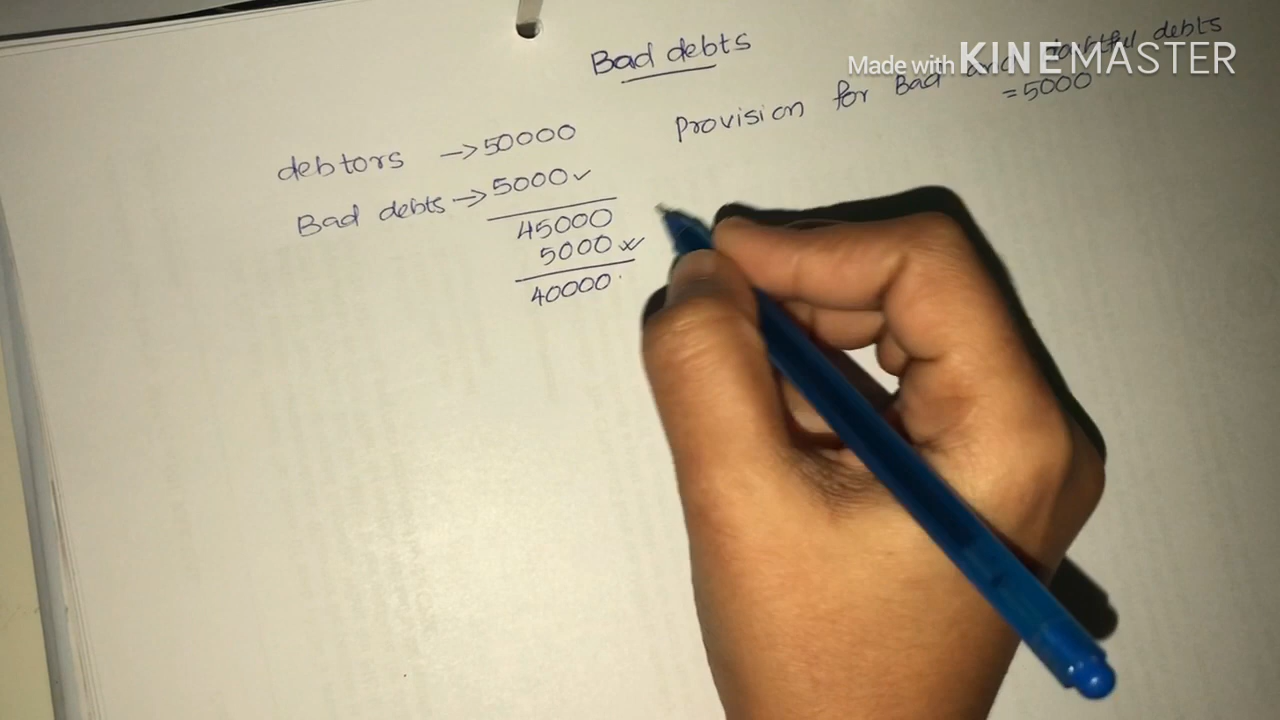 Bad debts
Made with KINEMASTER
Provision for Bad and doubtful debts
=5000
debtors → 50000
Bad debts → 5000 ✓
45000
5000
40000